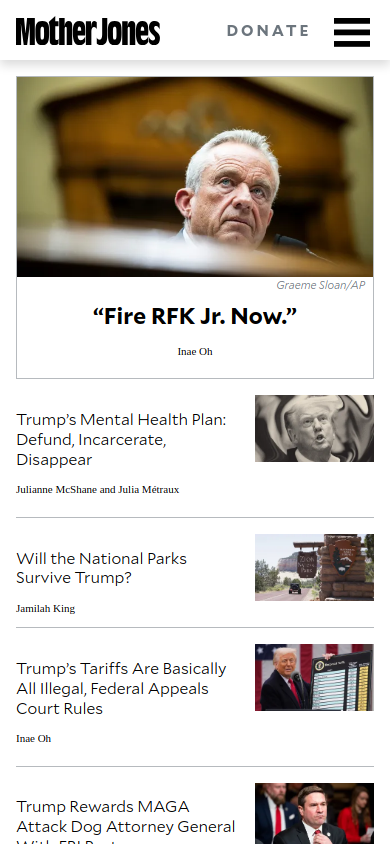 Mother Jones
DONATE
Graeme Sloan/AP
“Fire RFK Jr. Now.”
Inae Oh
Trump’s Mental Health Plan:
Defund, Incarcerate,
Disappear
Julianne McShane and Julia Métraux
Will the National Parks
Survive Trump?
Jamilah King
Trump’s Tariffs Are Basically
All Illegal, Federal Appeals
Court Rules
Inae Oh
Trump Rewards MAGA
Attack Dog Attorney General